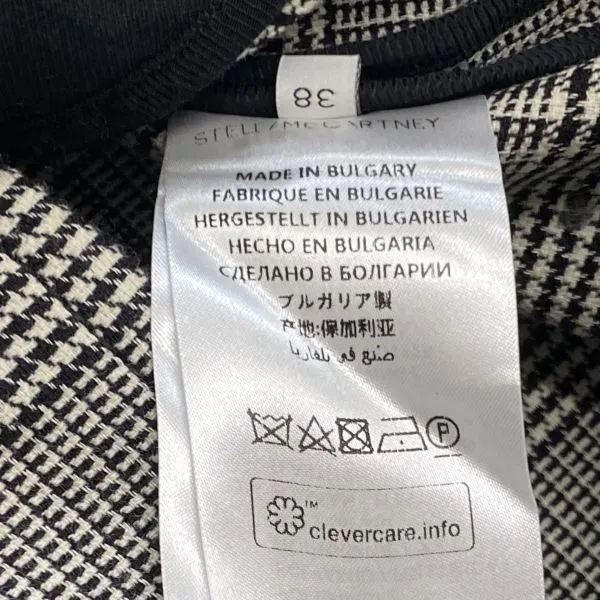 38
STELLA McCARTNEY
MADE IN BULGARY
FABRIQUE EN BULGARIE
HERGESTELLT IN BULGARIEN
HECHO EN BULGARIA
СДЕЛАНО В БОЛГАРИИ
ブルガリア製
产地:保加利亚
صنع في بلغاريا
P
™
clevercare.info